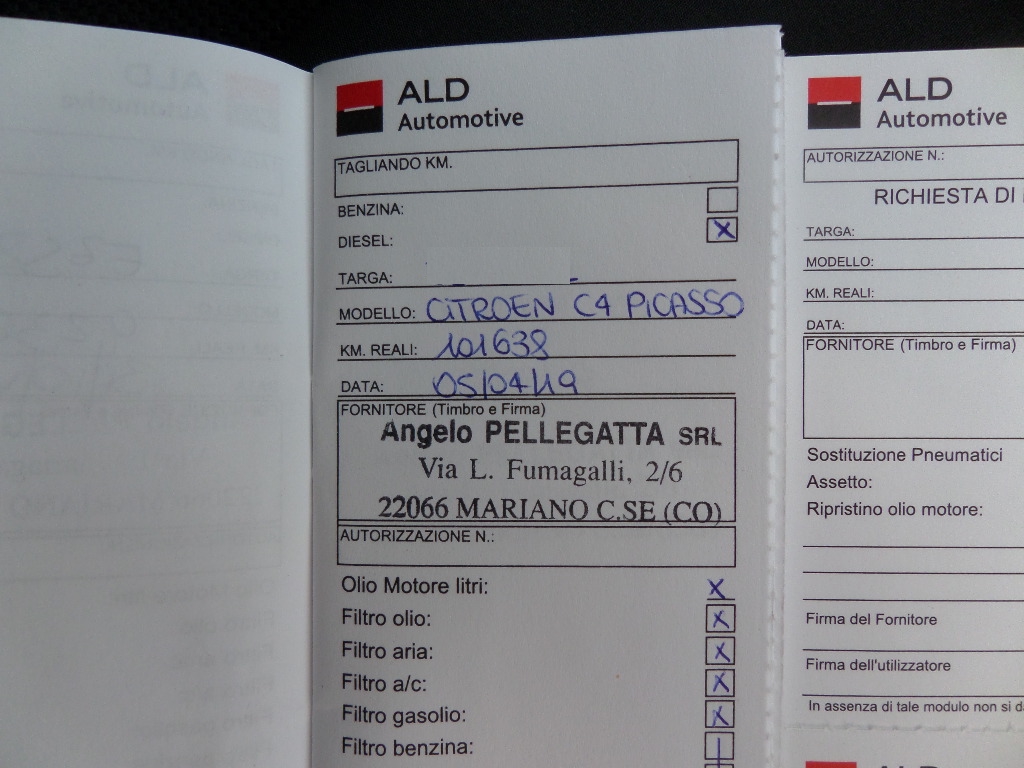 ALD
Automotive
TAGLIANDO KM.
BENZINA:
DIESEL: X
TARGA:
MODELLO: CITROEN C4 PICASSO
KM. REALI: 101638
DATA: 05/04/19
FORNITORE (Timbro e Firma)
Angelo PELLEGATTA SRL
Via L. Fumagalli, 2/6
22066 MARIANO C.SE (CO)
AUTORIZZAZIONE N.:
Olio Motore litri: X
Filtro olio: X
Filtro aria: X
Filtro a/c: X
Filtro gasolio: X
Filtro benzina:
ALD
Automotive
AUTORIZZAZIONE N.:
RICHIESTA DI
TARGA:
MODELLO:
KM. REALI:
DATA:
FORNITORE (Timbro e Firma)
Sostituzione Pneumatici
Assetto:
Ripristino olio motore:
Firma del Fornitore
Firma dell'utilizzatore
In assenza di tale modulo non si d
ALD